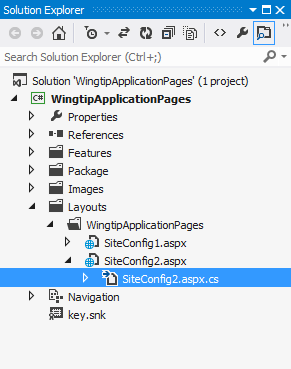 Solution Explorer
Search Solution Explorer (Ctrl+;)
Solution 'WingtipApplicationPages' (1 project)
C# WingtipApplicationPages
Properties
References
Features
Package
Images
Layouts
WingtipApplicationPages
SiteConfig1.aspx
SiteConfig2.aspx
SiteConfig2.aspx.cs
Navigation
key.snk